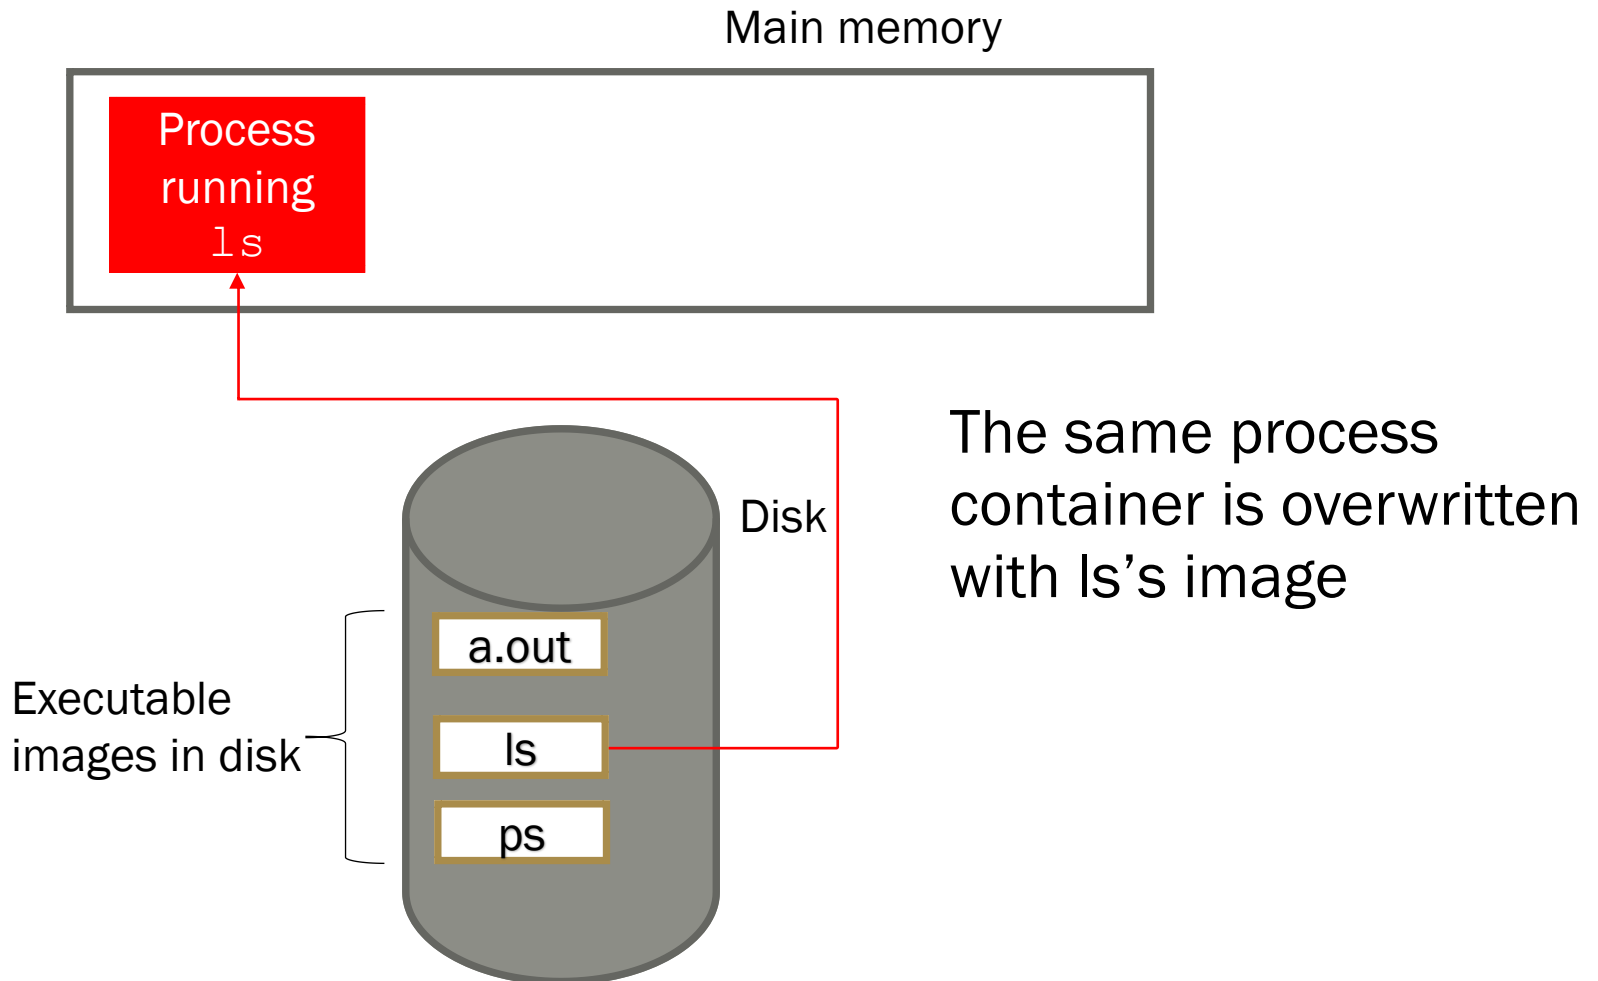 Main memory
Process
running
ls
Disk
The same process
container is overwritten
with ls’s image
a.out
Executable
images in disk
ls
ps